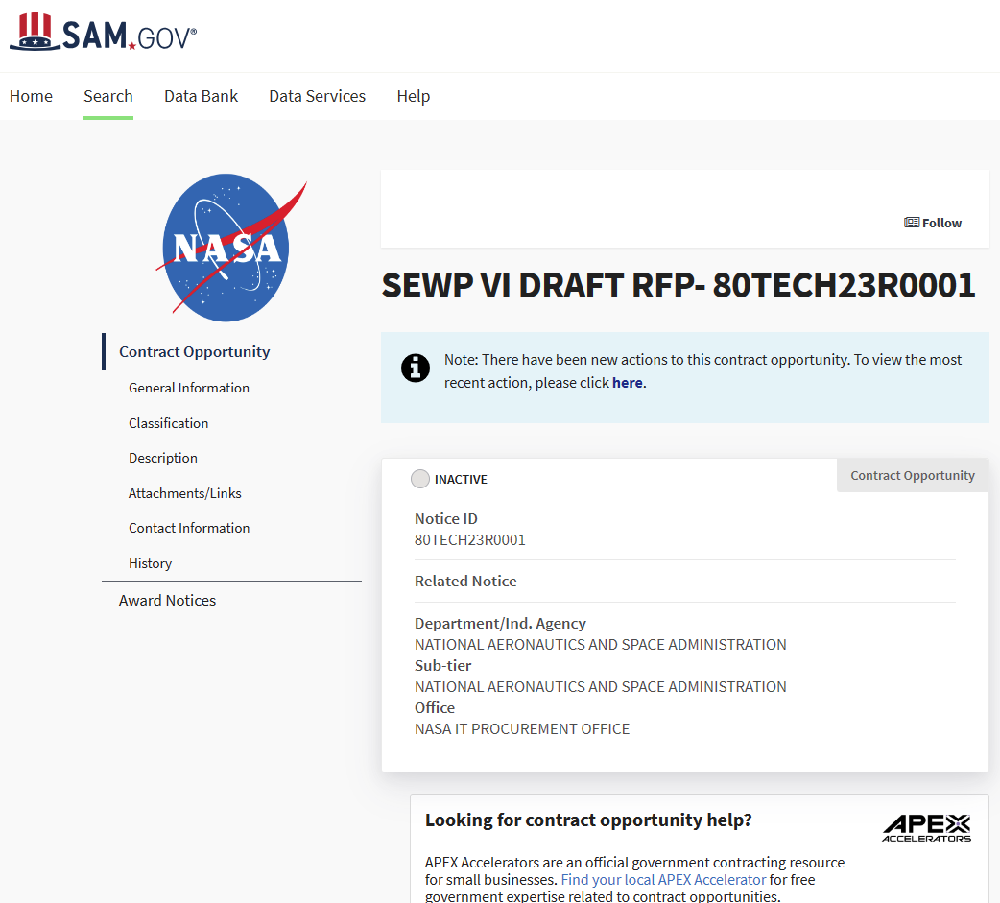 SAM.GOV®
Home Search Data Bank Data Services Help
NASA
Follow
SEWP VI DRAFT RFP- 80TECH23R0001
Note: There have been new actions to this contract opportunity. To view the most
recent action, please click here.
Contract Opportunity
General Information
Classification
Description
Attachments/Links
Contact Information
History
Award Notices
INACTIVE
Contract Opportunity
Notice ID
80TECH23R0001
Related Notice
Department/Ind. Agency
NATIONAL AERONAUTICS AND SPACE ADMINISTRATION
Sub-tier
NATIONAL AERONAUTICS AND SPACE ADMINISTRATION
Office
NASA IT PROCUREMENT OFFICE
Looking for contract opportunity help?
APEX
ACCELERATORS
APEX Accelerators are an official government contracting resource
for small businesses. Find your local APEX Accelerator for free
government expertise related to contract opportunities.